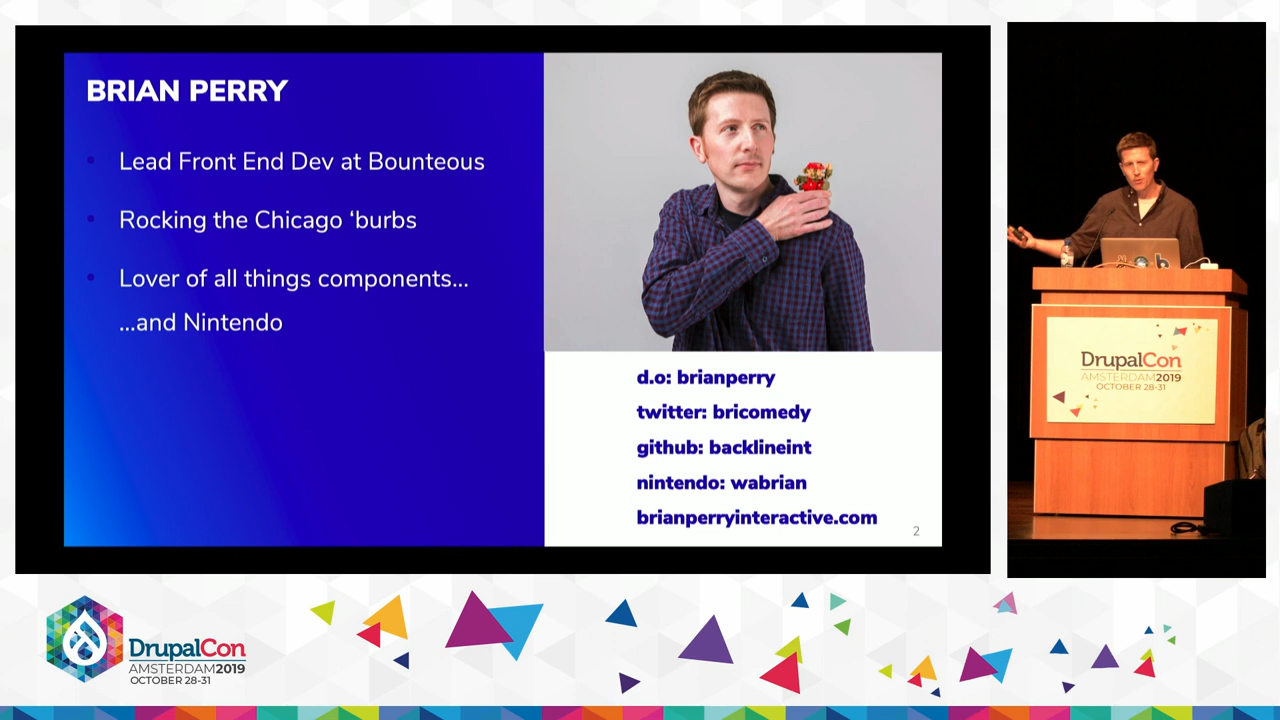 BRIAN PERRY
Lead Front End Dev at Bounteous
Rocking the Chicago ‘burbs
Lover of all things components...
...and Nintendo
d.o: brianperry
twitter: bricomedy
github: backlineint
nintendo: wabrian
brianperryinteractive.com
2
DrupalCon
AMSTERDAM2019
OCTOBER 28-31
DrupalCon
AMSTERDAM2019
OCTOBER 28-31